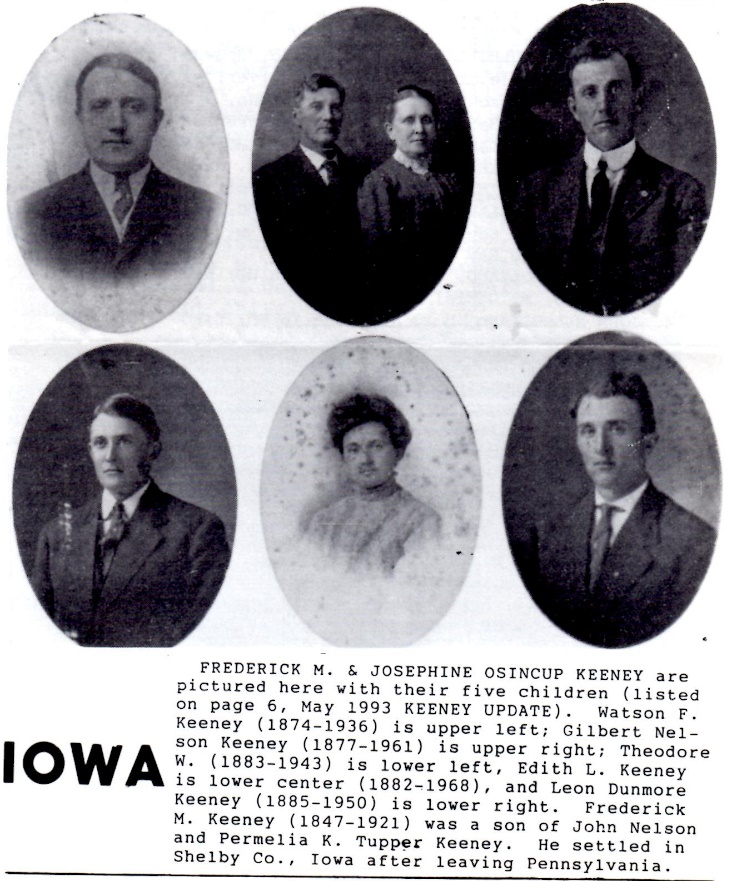 FREDERICK M. & JOSEPHINE OSINCUP KEENEY are
pictured here with their five children (listed
on page 6, May 1993 KEENEY UPDATE). Watson F.
Keeney (1874-1936) is upper left; Gilbert Nel-
son Keeney (1877-1961) is upper right; Theodore
W. (1883-1943) is lower left, Edith L. Keeney
is lower center (1882-1968), and Leon Dunmore
Keeney (1885-1950) is lower right. Frederick
M. Keeney (1847-1921) was a son of John Nelson
and Permelia K. Tupper Keeney. He settled in
Shelby Co., Iowa after leaving Pennsylvania.
IOWA